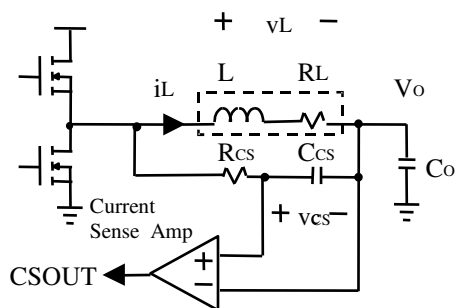 + vL −
iL L RL VO
RCS CCS CO
+ vcs −
Current
Sense Amp
+
−
CSOUT